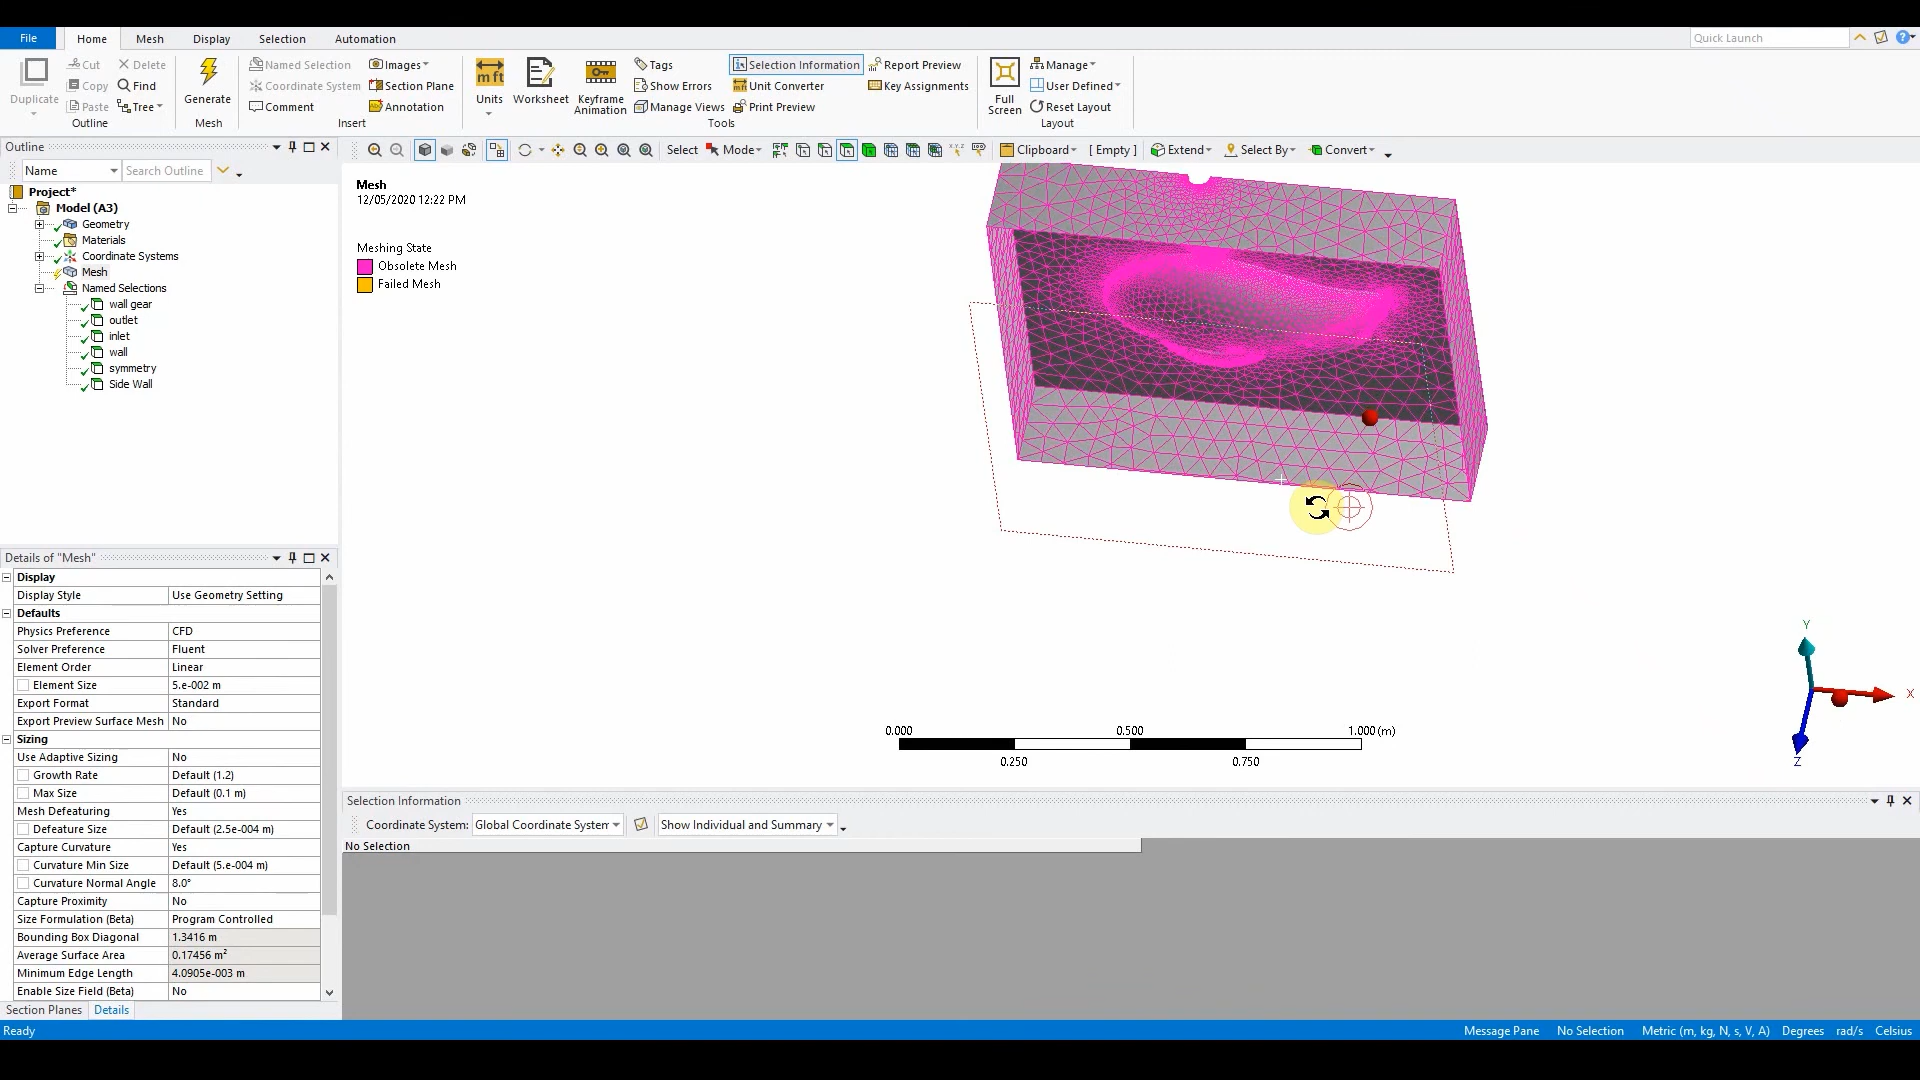 File Home Mesh Display Selection Automation Quick Launch
Cut Delete Named Selection Images Tags Selection Information Report Preview Manage
Copy Find Coordinate System Section Plane Show Errors Unit Converter Key Assignments User Defined
Duplicate Generate Units Worksheet Keyframe Animation Full Screen
Paste Tree Comment Annotation Manage Views Print Preview Reset Layout
Outline Mesh Insert Tools Layout
Outline
Select Mode Clipboard [ Empty ] Extend Select By Convert
Name Search Outline
Project*
Model (A3)
Geometry
Materials
Coordinate Systems
Mesh
Named Selections
wall gear
outlet
inlet
wall
symmetry
Side Wall
Mesh
12/05/2020 12:22 PM
Meshing State
Obsolete Mesh
Failed Mesh
Y
X
Z
0.000 0.500 1.000 (m)
0.250 0.750
Details of "Mesh"
Display
Display Style Use Geometry Setting
Defaults
Physics Preference CFD
Solver Preference Fluent
Element Order Linear
Element Size 5.e-002 m
Export Format Standard
Export Preview Surface Mesh No
Sizing
Use Adaptive Sizing No
Growth Rate Default (1.2)
Max Size Default (0.1 m)
Mesh Defeaturing Yes
Defeature Size Default (2.5e-004 m)
Capture Curvature Yes
Curvature Min Size Default (5.e-004 m)
Curvature Normal Angle 8.0°
Capture Proximity No
Size Formulation (Beta) Program Controlled
Bounding Box Diagonal 1.3416 m
Average Surface Area 0.17456 m²
Minimum Edge Length 4.0905e-003 m
Enable Size Field (Beta) No
Section Planes Details
Selection Information
Coordinate System: Global Coordinate System Show Individual and Summary
No Selection
Ready Message Pane No Selection Metric (m, kg, N, s, V, A) Degrees rad/s Celsius